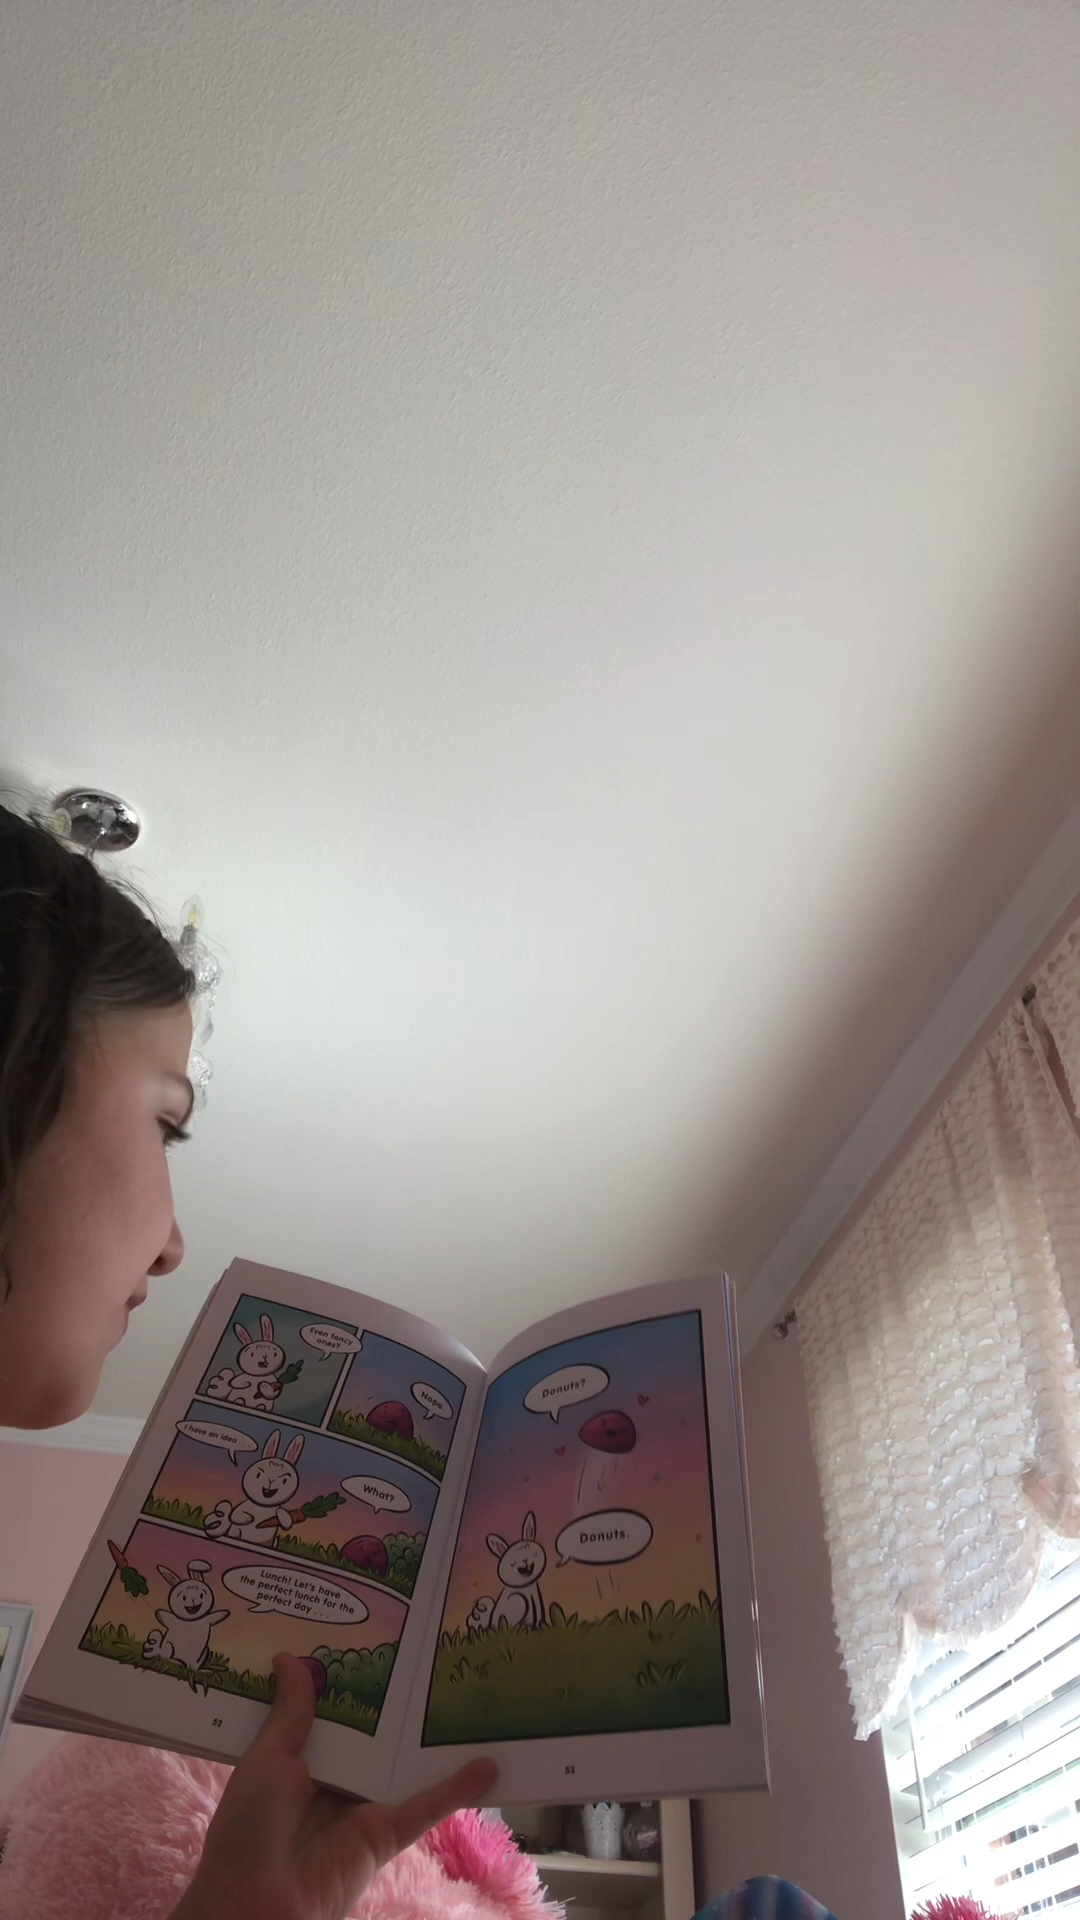 Even fancy
ones?
Nope.
I have an idea...
What?
Lunch! Let's have
the perfect lunch for the
perfect day . . .
52
Donuts?
Donuts.
53